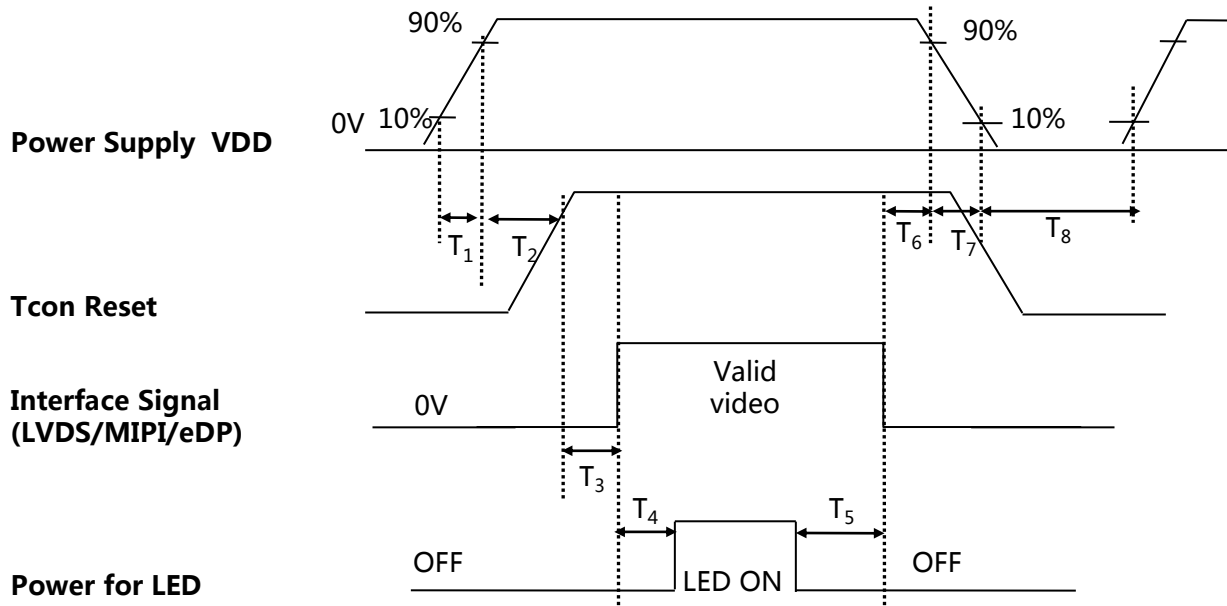 90%
90%
0V 10%
10%
Power Supply VDD
T₁
T₂
T₆
T₇
T₈
Tcon Reset
Valid
video
Interface Signal
(LVDS/MIPI/eDP)
0V
T₃
T₄
T₅
OFF
LED ON
OFF
Power for LED